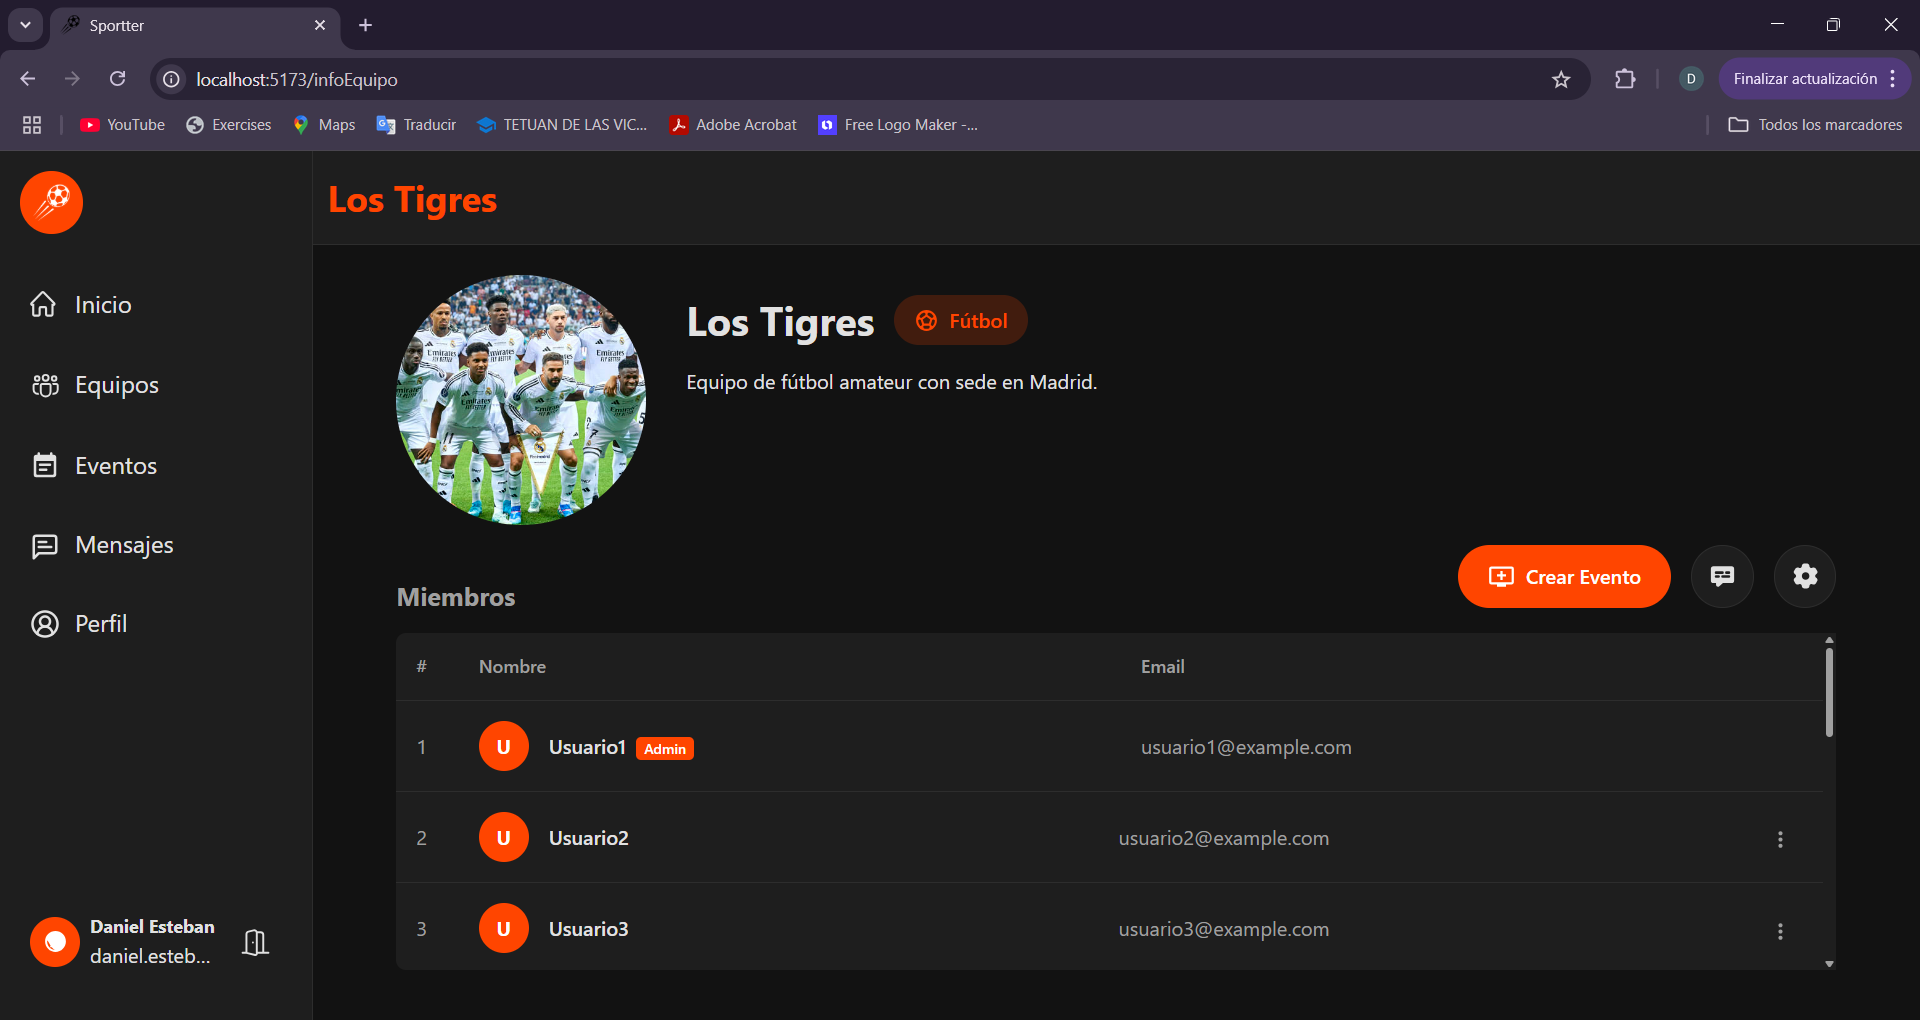 Sportter
localhost:5173/infoEquipo
D
Finalizar actualización
YouTube
Exercises
Maps
Traducir
TETUAN DE LAS VIC...
Adobe Acrobat
Free Logo Maker -...
Todos los marcadores
Los Tigres
Inicio
Equipos
Eventos
Mensajes
Perfil
Daniel Esteban
daniel.esteb...
Los Tigres
Fútbol
Equipo de fútbol amateur con sede en Madrid.
Miembros
Crear Evento
# Nombre Email
1 U Usuario1 Admin usuario1@example.com
2 U Usuario2 usuario2@example.com
3 U Usuario3 usuario3@example.com